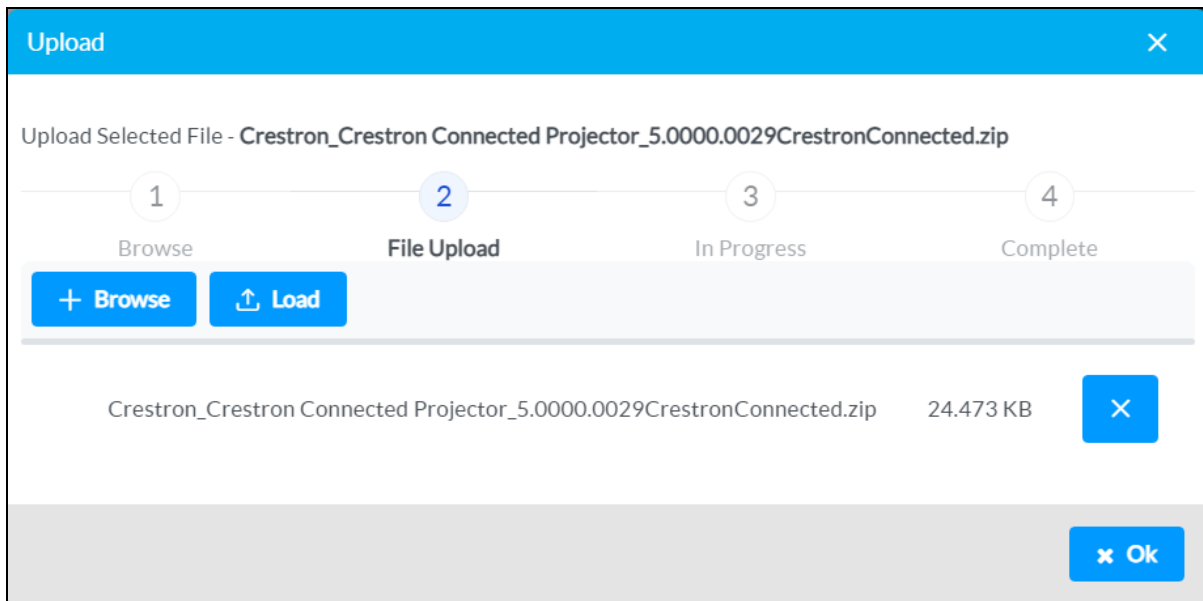 Upload
Upload Selected File - Crestron_Crestron Connected Projector_5.0000.0029CrestronConnected.zip
1 2 3 4
Browse File Upload In Progress Complete
Browse Load
Crestron_Crestron Connected Projector_5.0000.0029CrestronConnected.zip 24.473 KB
Ok